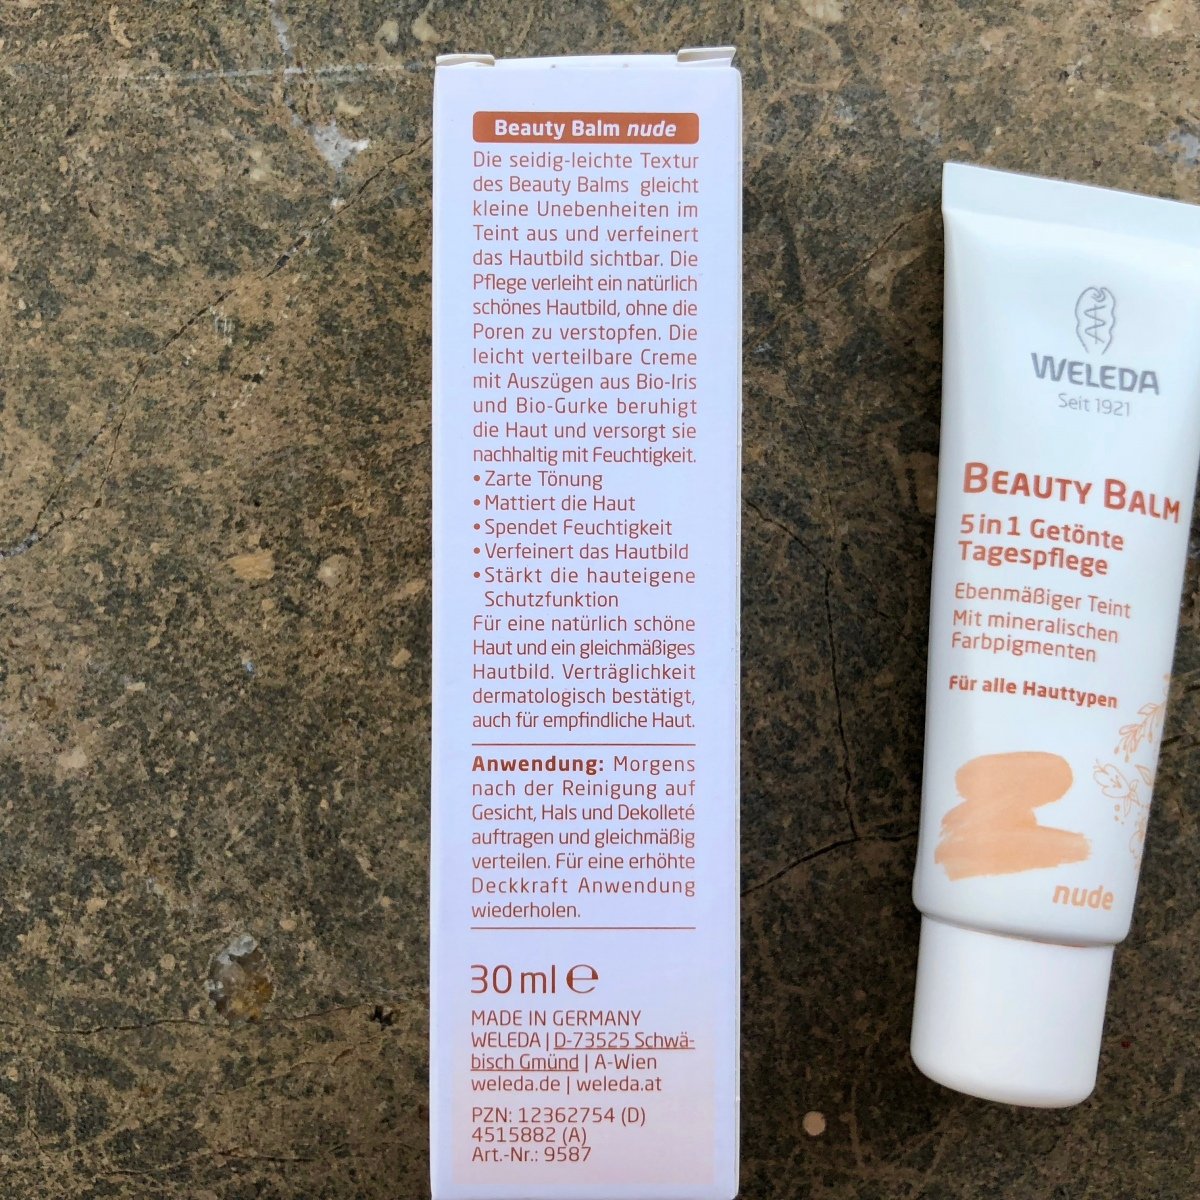 Beauty Balm nude
Die seidig-leichte Textur
des Beauty Balms gleicht
kleine Unebenheiten im
Teint aus und verfeinert
das Hautbild sichtbar. Die
Pflege verleiht ein natürlich
schönes Hautbild, ohne die
Poren zu verstopfen. Die
leicht verteilbare Creme
mit Auszügen aus Bio-Iris
und Bio-Gurke beruhigt
die Haut und versorgt sie
nachhaltig mit Feuchtigkeit.
• Zarte Tönung
• Mattiert die Haut
• Spendet Feuchtigkeit
• Verfeinert das Hautbild
• Stärkt die hauteigene
Schutzfunktion
Für eine natürlich schöne
Haut und ein gleichmäßiges
Hautbild. Verträglichkeit
dermatologisch bestätigt,
auch für empfindliche Haut.
Anwendung: Morgens
nach der Reinigung auf
Gesicht, Hals und Dekolleté
auftragen und gleichmäßig
verteilen. Für eine erhöhte
Deckkraft Anwendung
wiederholen.
30 ml ℮
MADE IN GERMANY
WELEDA | D-73525 Schwä-
bisch Gmünd | A-Wien
weleda.de | weleda.at
PZN: 12362754 (D)
4515882 (A)
Art.-Nr.: 9587
WELEDA
Seit 1921
BEAUTY BALM
5 in 1 Getönte
Tagespflege
Ebenmäßiger Teint
Mit mineralischen
Farbpigmenten
Für alle Hauttypen
nude